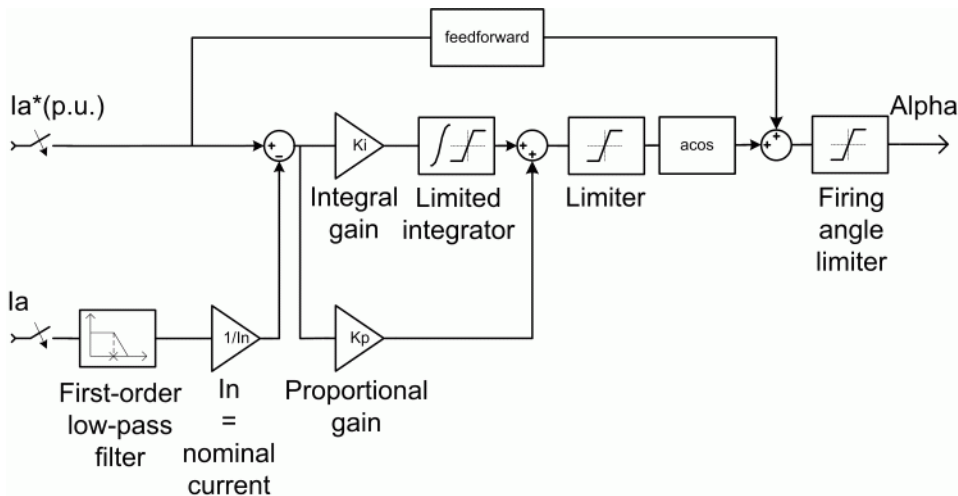 feedforward
Ia*(p.u.)
Alpha
+
−
Ki
+
+
acos
+
+
Integral
gain
Limited
integrator
Limiter
Firing
angle
limiter
Ia
1/In
Kp
First-order
low-pass
filter
In
=
nominal
current
Proportional
gain